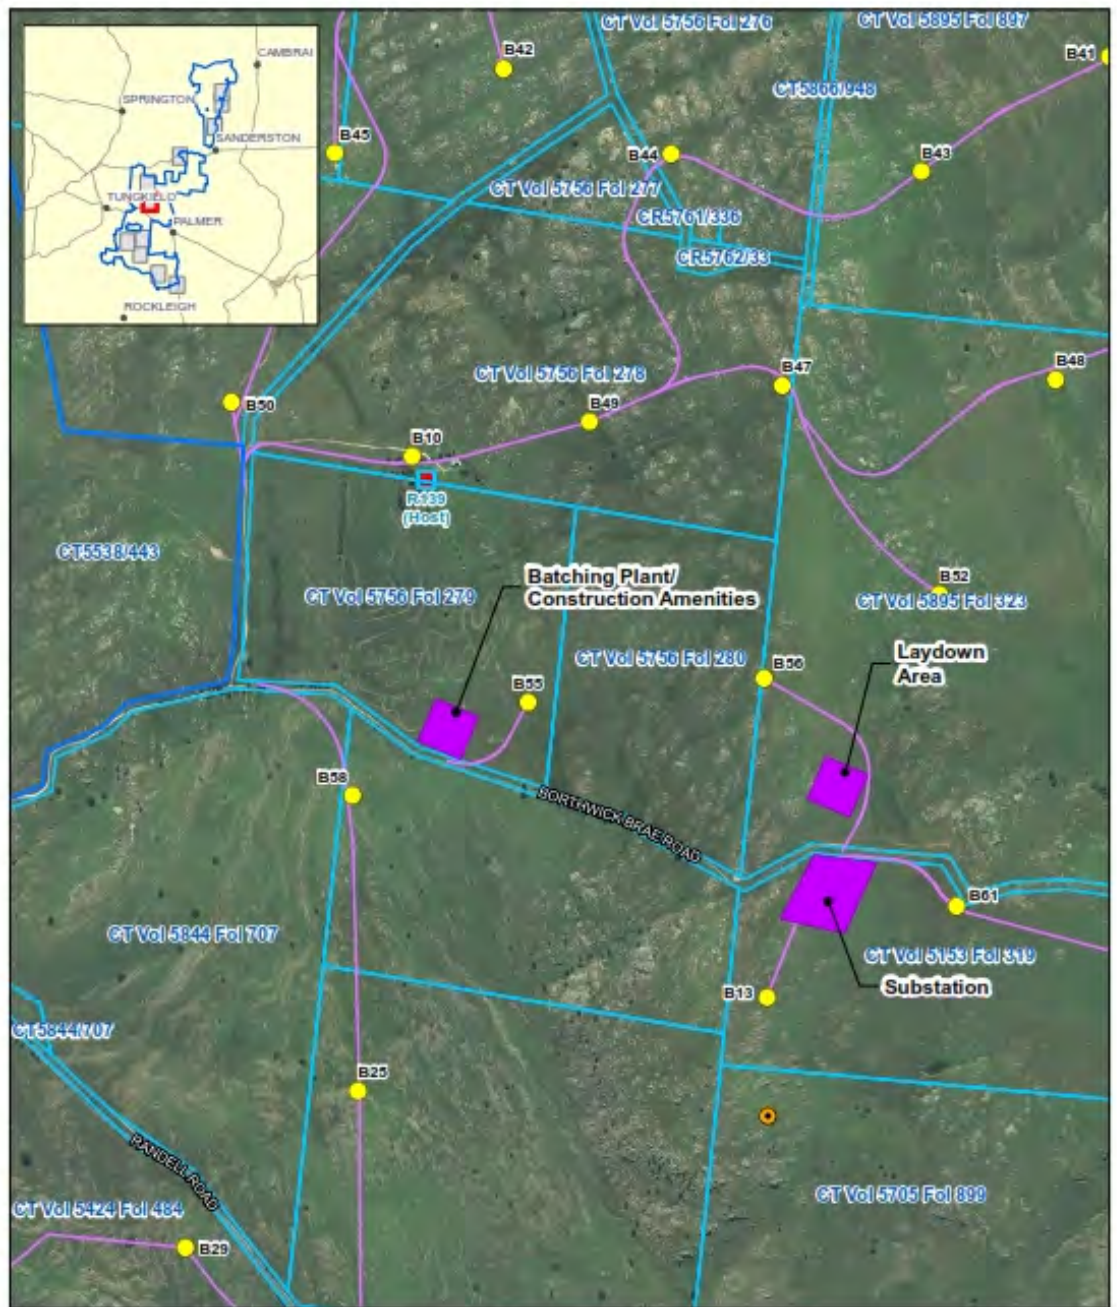 CT Vol 5756 Fol 276
CT Vol 5895 Fol 897
B42
B41
CAMBRAI
SPRINGTON
SANDERSTON
TUNGKILLO
PALMER
ROCKLEIGH
CT5866/948
B45
B44
B43
CT Vol 5756 Fol 277
CR5761/336
CR5762/33
CT Vol 5756 Fol 278
B47
B48
B50
B49
B10
R139
(Host)
CT5538/443
Batching Plant/
Construction Amenities
CT Vol 5756 Fol 279
B52
CT Vol 5895 Fol 323
CT Vol 5756 Fol 280
B56
Laydown
Area
B55
B58
BORTHWICK BRAE ROAD
B61
CT Vol 5844 Fol 707
CT Vol 5153 Fol 319
Substation
B13
CT5844/707
B25
RANDELL ROAD
CT Vol 5705 Fol 899
CT Vol 5424 Fol 484
B29